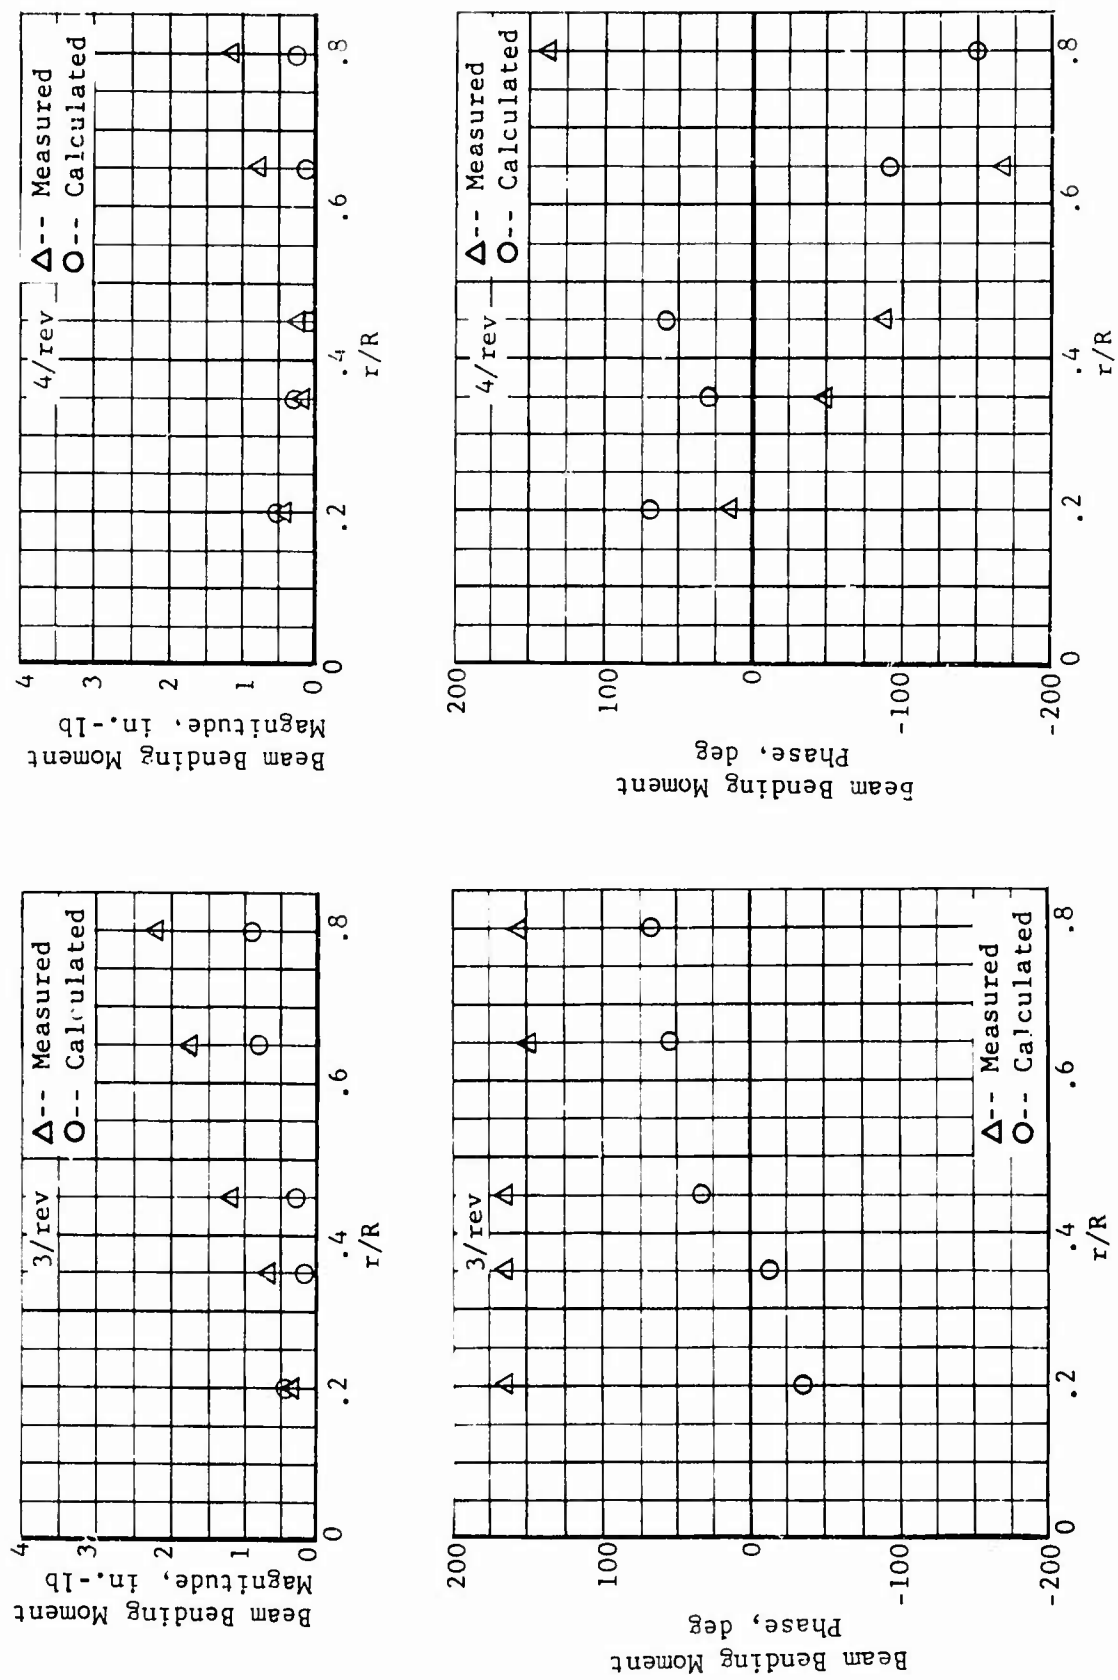 Beam Bending Moment
Magnitude, in.-lb
4
3
2
1
0
3/rev
Δ-- Measured
O-- Calculated
0
.2
.4
.6
.8
r/R
Beam Bending Moment
Phase, deg
200
100
0
-100
-200
3/rev
Δ-- Measured
O-- Calculated
0
.2
.4
.6
.8
r/R
Beam Bending Moment
Magnitude, in.-lb
4
3
2
1
0
4/rev
Δ-- Measured
O-- Calculated
0
.2
.4
.6
.8
r/R
Beam Bending Moment
Phase, deg
200
100
0
-100
-200
4/rev
Δ-- Measured
O-- Calculated
0
.2
.4
.6
.8
r/R